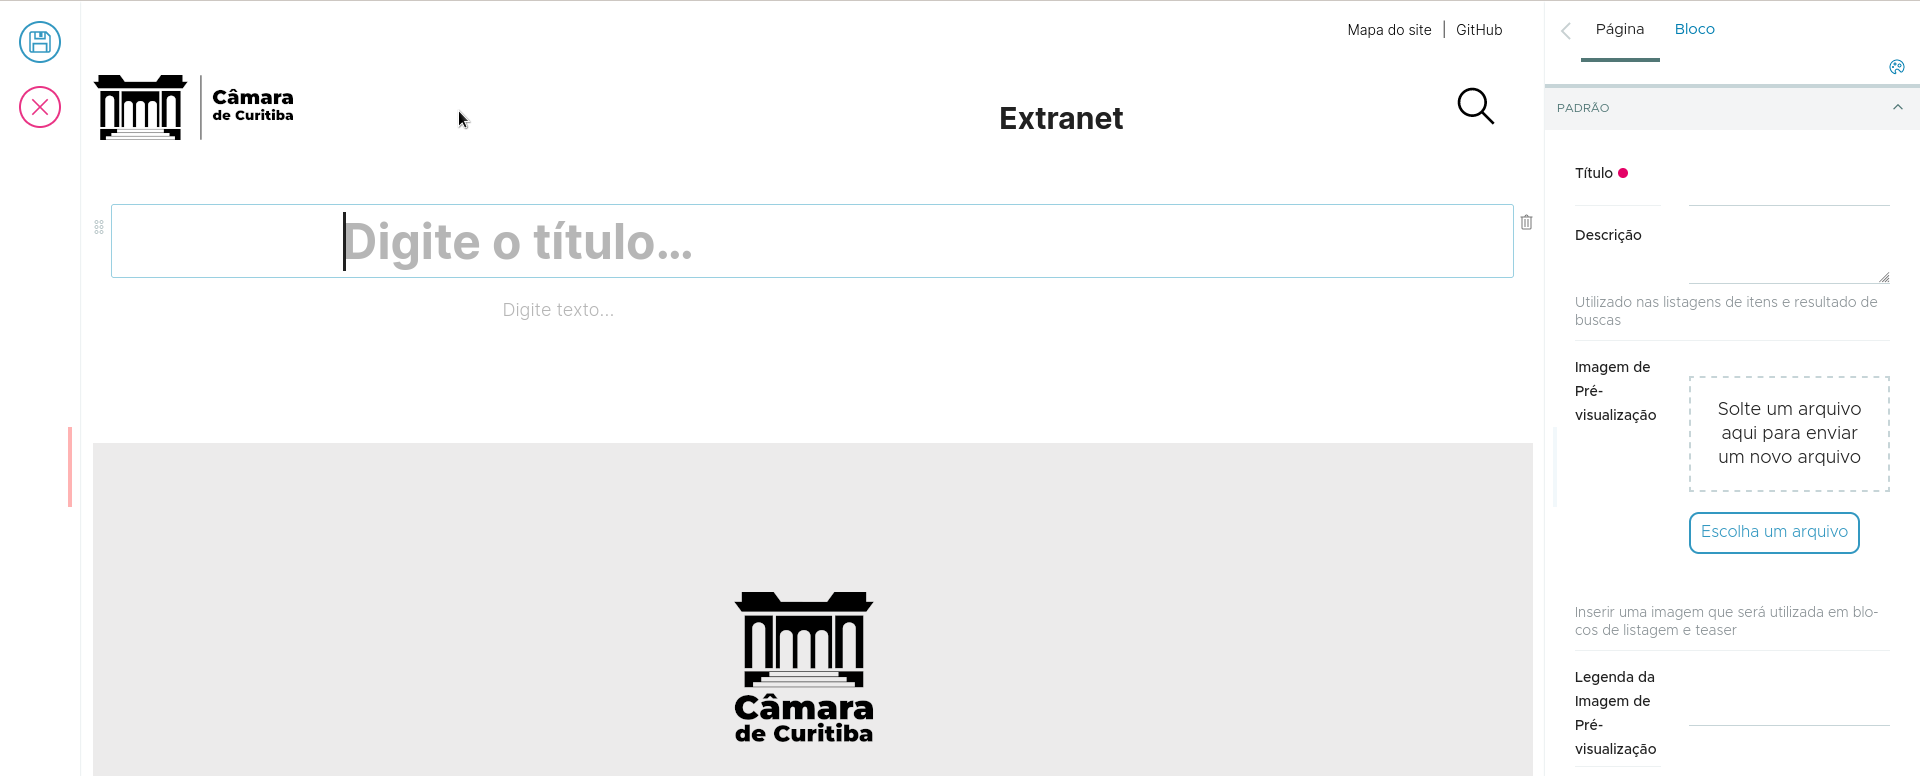 Mapa do site | GitHub
Câmara
de Curitiba
Extranet
Digite o título...
Digite texto...
Câmara
de Curitiba
Página Bloco
PADRÃO
Título
Descrição
Utilizado nas listagens de itens e resultado de
buscas
Imagem de
Pré-
visualização
Solte um arquivo
aqui para enviar
um novo arquivo
Escolha um arquivo
Inserir uma imagem que será utilizada em blo-
cos de listagem e teaser
Legenda da
Imagem de
Pré-
visualização